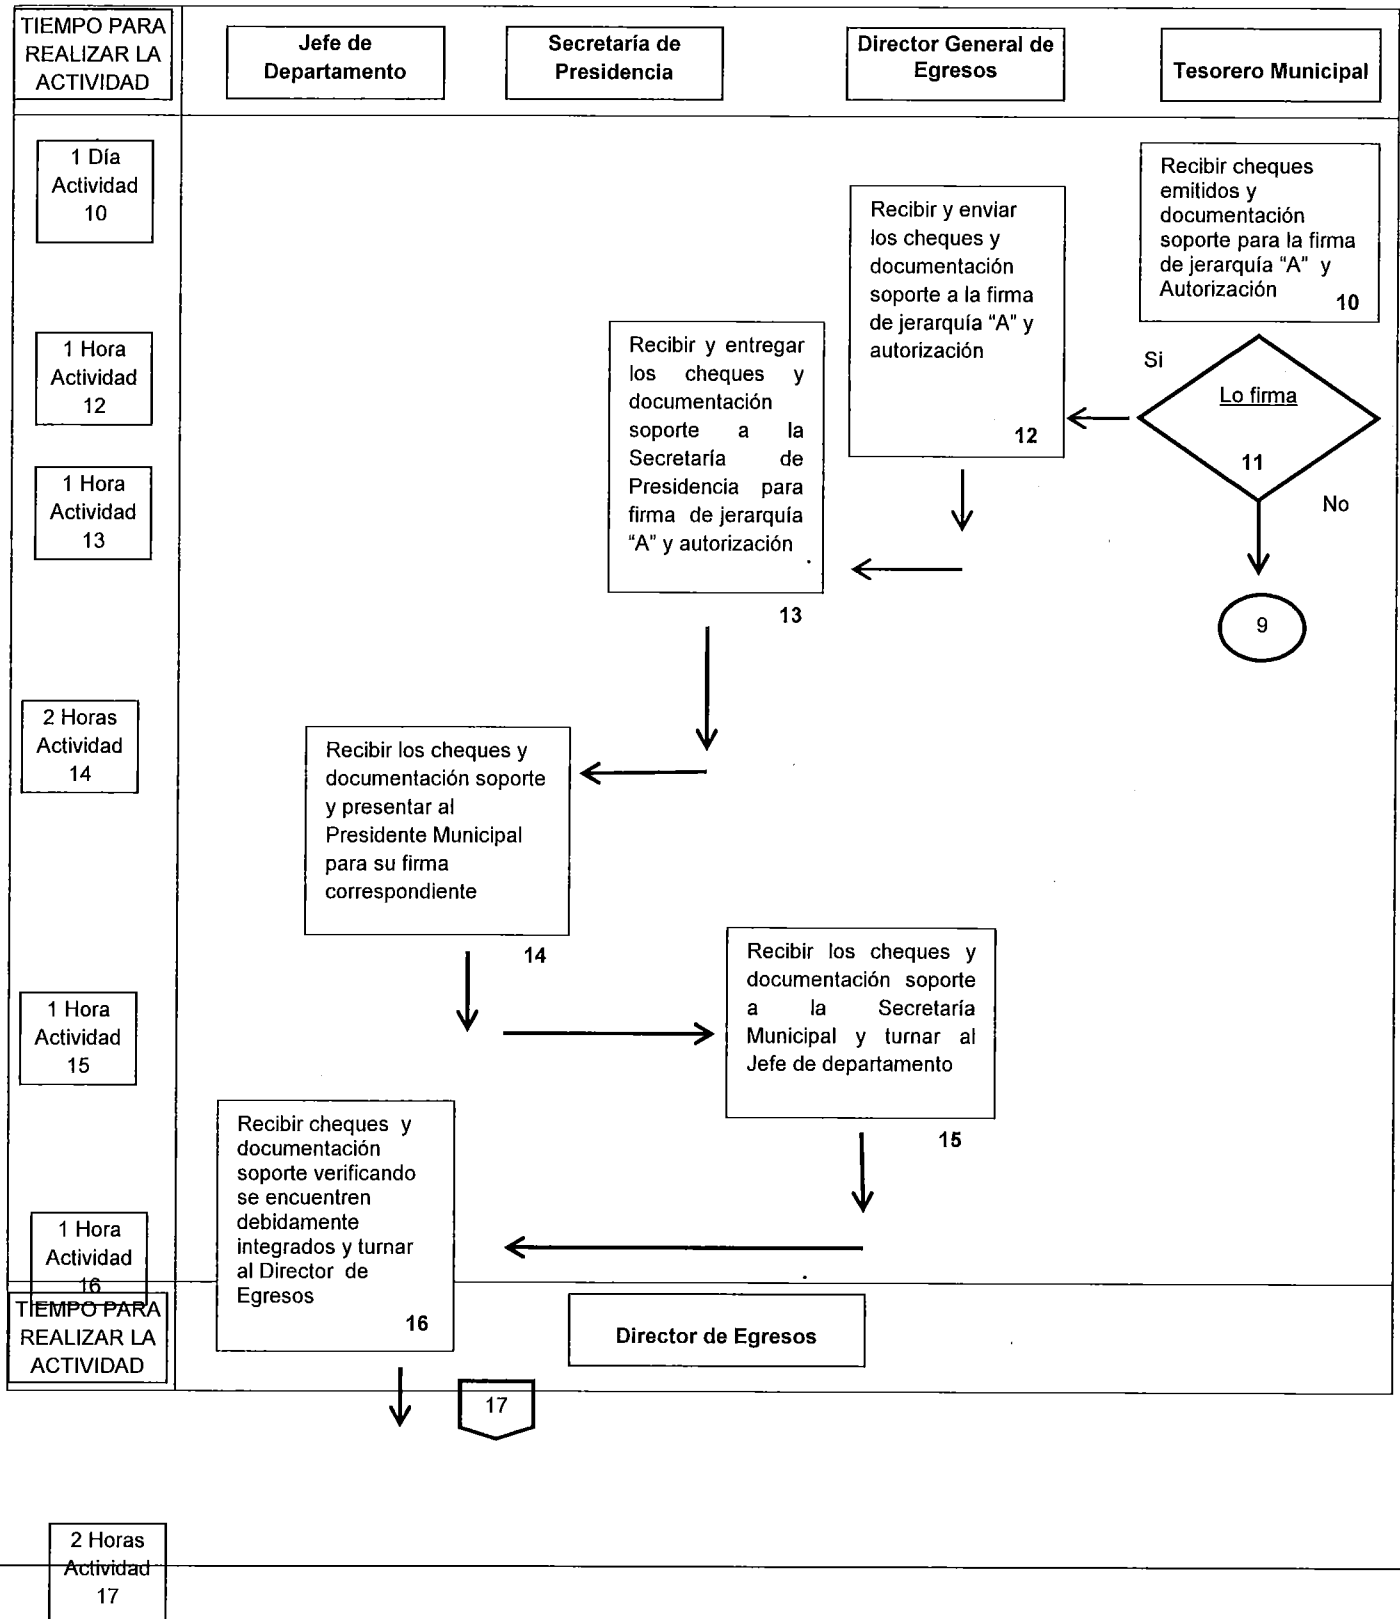 TIEMPO PARA
REALIZAR LA
ACTIVIDAD
Jefe de
Departamento
Secretaría de
Presidencia
Director General de
Egresos
Tesorero Municipal
1 Día
Actividad
10
Recibir cheques
emitidos y
documentación
soporte para la firma
de jerarquía "A" y
Autorización
10
Recibir y enviar
los cheques y
documentación
soporte a la firma
de jerarquía "A" y
autorización
12
1 Hora
Actividad
12
Recibir y entregar
los cheques y
documentación
soporte a la
Secretaría de
Presidencia para
firma de jerarquía
"A" y autorización
13
Si
Lo firma
11
No
9
1 Hora
Actividad
13
2 Horas
Actividad
14
Recibir los cheques y
documentación soporte
y presentar al
Presidente Municipal
para su firma
correspondiente
14
Recibir los cheques y
documentación soporte
a la Secretaría
Municipal y turnar al
Jefe de departamento
15
1 Hora
Actividad
15
Recibir cheques y
documentación
soporte verificando
se encuentren
debidamente
integrados y turnar
al Director de
Egresos
16
1 Hora
Actividad
16
TIEMPO PARA
REALIZAR LA
ACTIVIDAD
Director de Egresos
17
2 Horas
Actividad
17